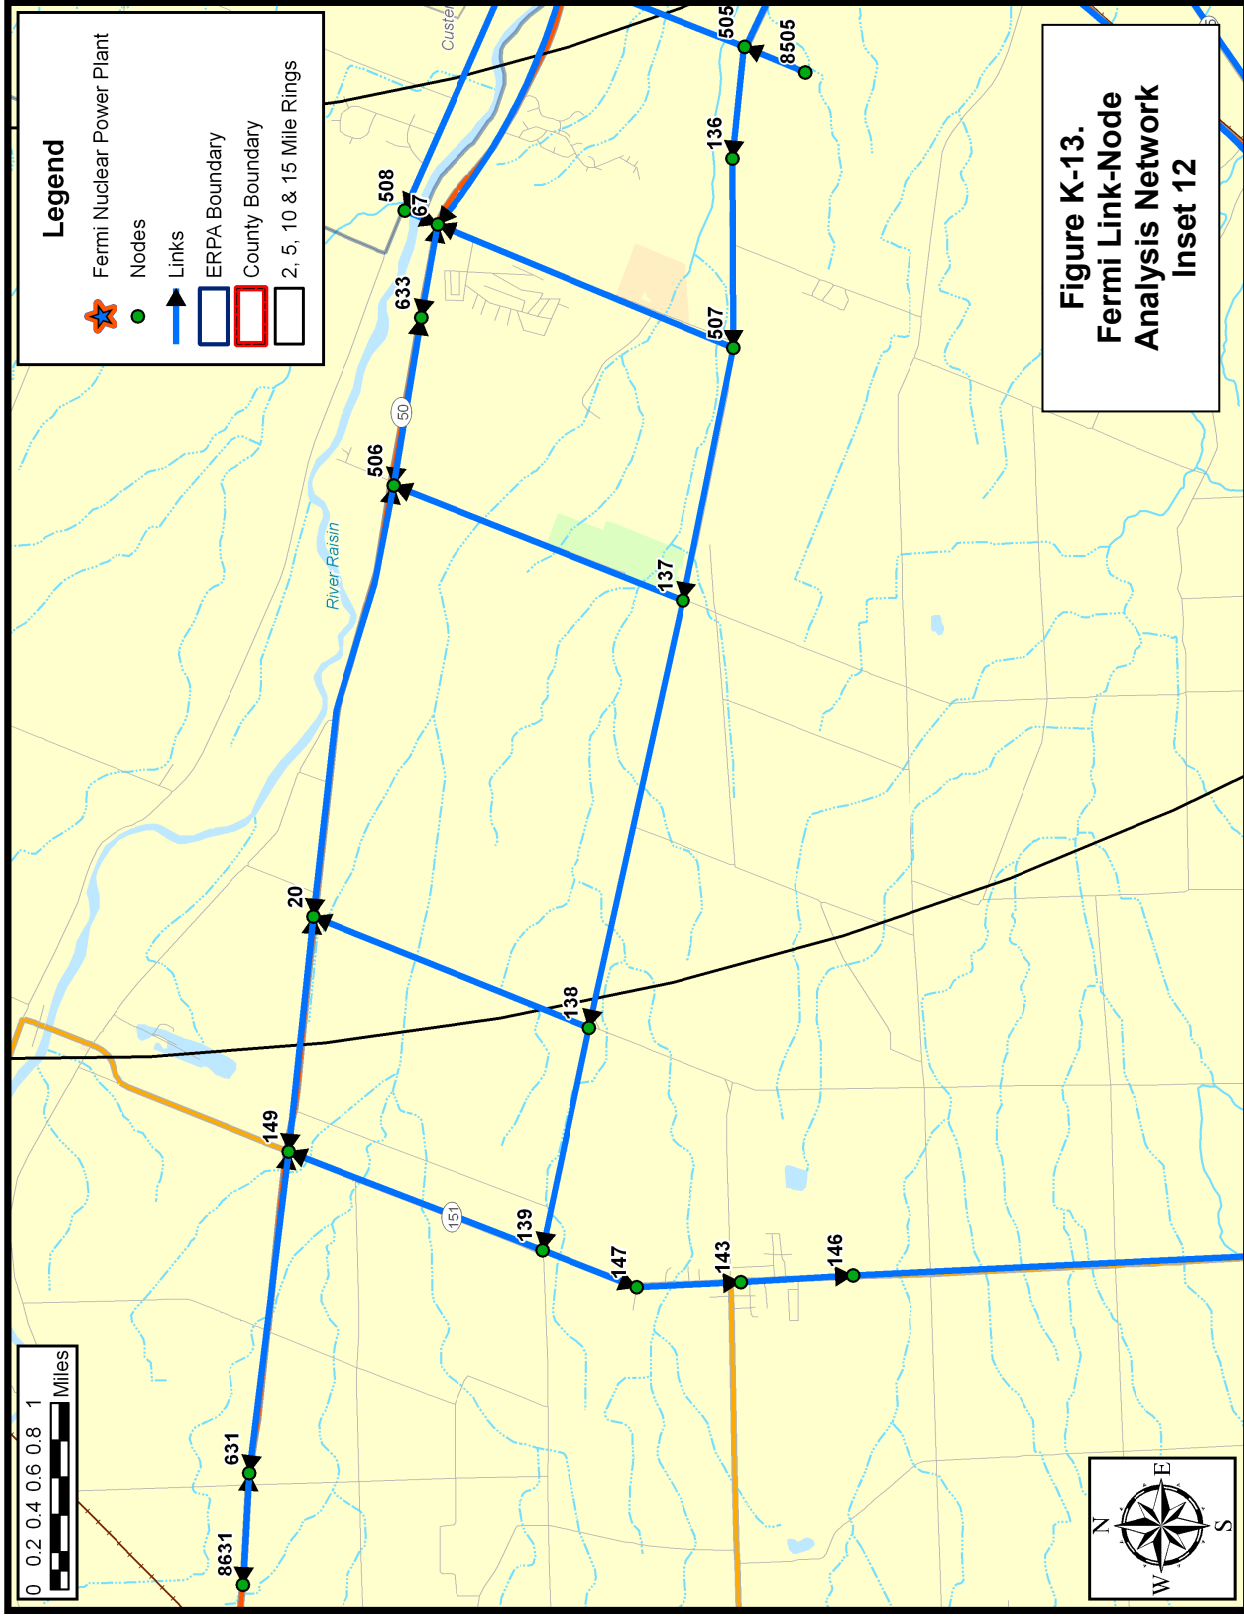 Legend
Fermi Nuclear Power Plant
Nodes
Links
ERPA Boundary
County Boundary
2, 5, 10 & 15 Mile Rings
0 0.2 0.4 0.6 0.8 1
Miles
Custer
508
67
633
50
506
River Raisin
505
8505
136
507
137
20
138
149
151
139
147
143
146
631
8631
Figure K-13.
Fermi Link-Node
Analysis Network
Inset 12
N
E
S
W